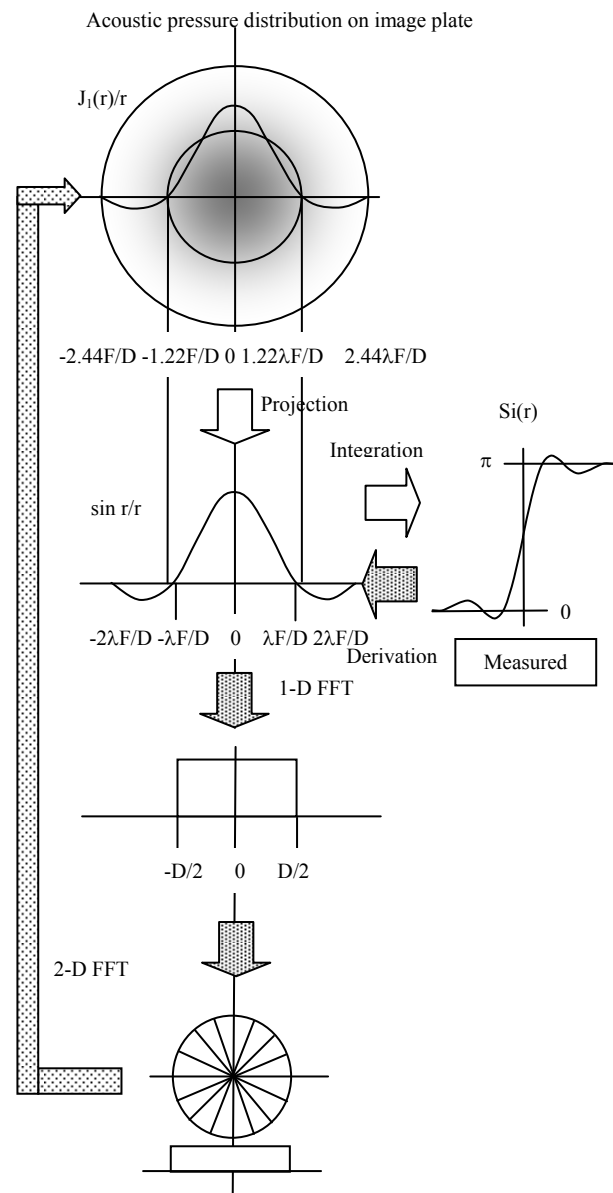 Acoustic pressure distribution on image plate
J₁(r)/r
-2.44F/D -1.22F/D 0 1.22λF/D 2.44λF/D
Projection
Si(r)
Integration
π
sin r/r
0
-2λF/D -λF/D 0 λF/D 2λF/D
Derivation
Measured
1-D FFT
-D/2 0 D/2
2-D FFT